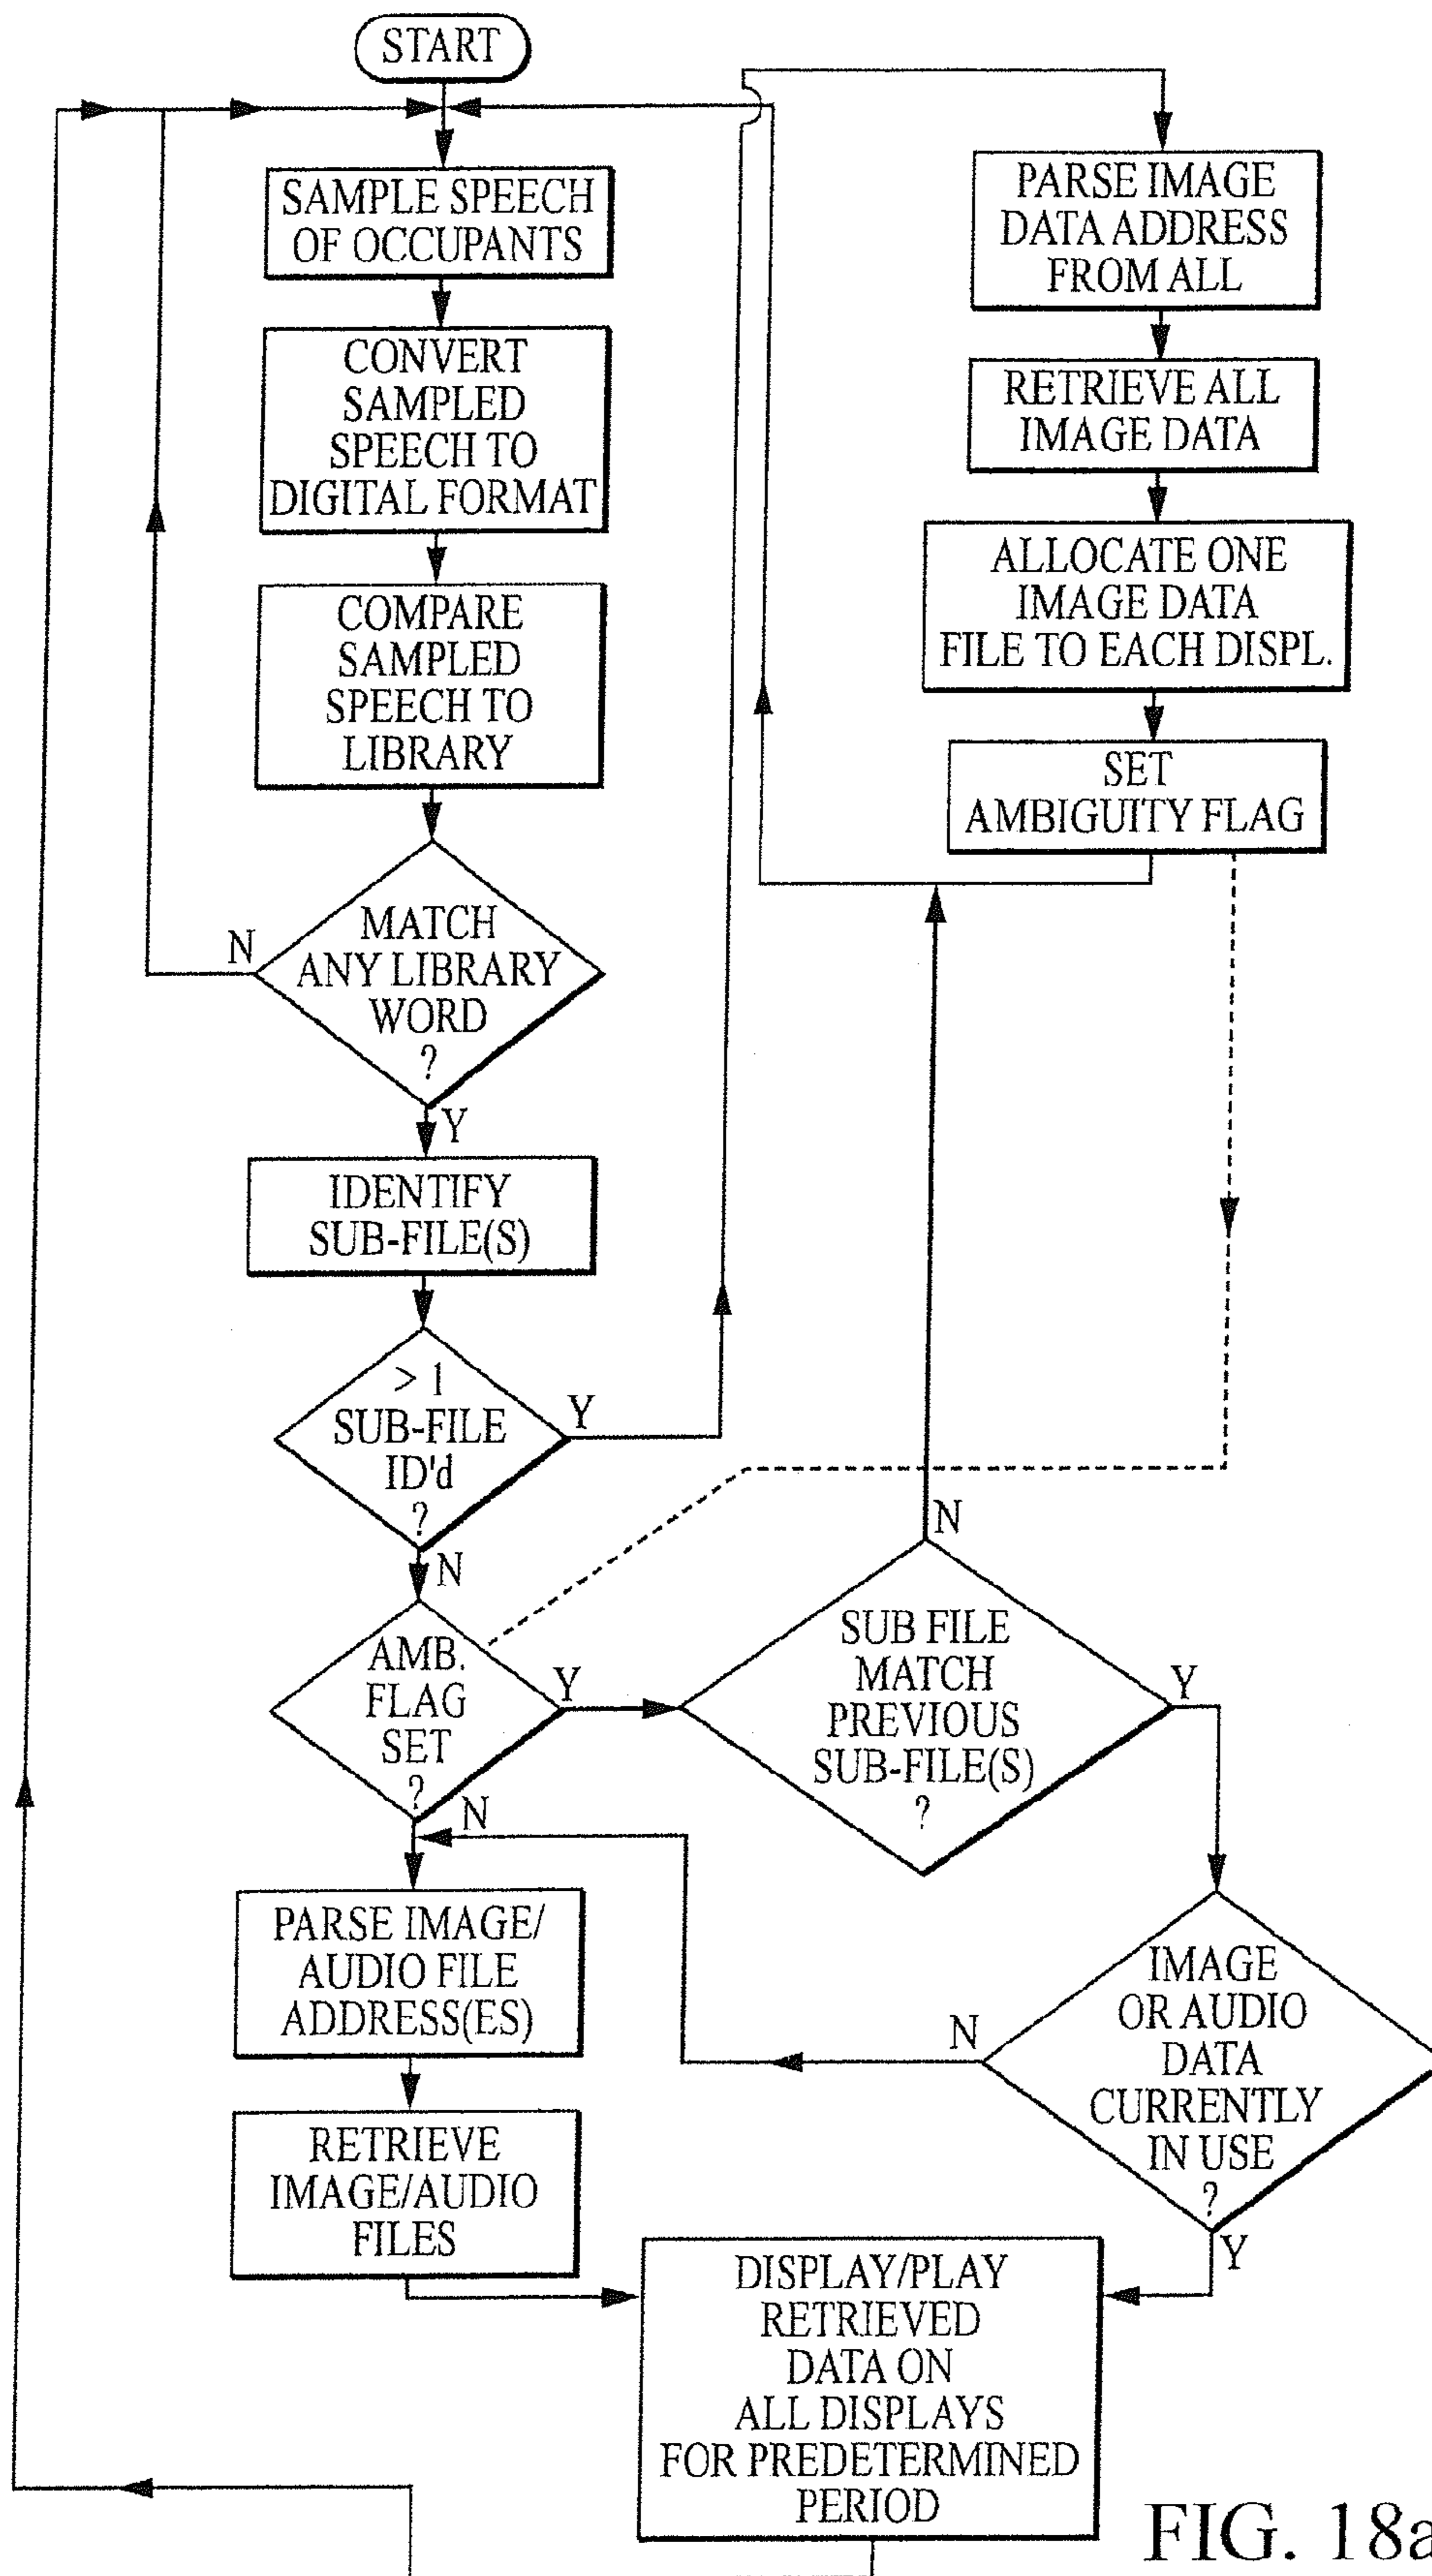 START
SAMPLE SPEECH
OF OCCUPANTS
CONVERT
SAMPLED
SPEECH TO
DIGITAL FORMAT
COMPARE
SAMPLED
SPEECH TO
LIBRARY
MATCH
ANY LIBRARY
WORD
?
N
Y
IDENTIFY
SUB-FILE(S)
> 1
SUB-FILE
ID'd
?
Y
N
AMB.
FLAG
SET
?
Y
N
PARSE IMAGE/
AUDIO FILE
ADDRESS(ES)
RETRIEVE
IMAGE/AUDIO
FILES
PARSE IMAGE
DATA ADDRESS
FROM ALL
RETRIEVE ALL
IMAGE DATA
ALLOCATE ONE
IMAGE DATA
FILE TO EACH DISPL.
SET
AMBIGUITY FLAG
N
SUB FILE
MATCH
PREVIOUS
SUB-FILE(S)
?
Y
IMAGE
OR AUDIO
DATA
CURRENTLY
IN USE
?
N
Y
DISPLAY/PLAY
RETRIEVED
DATA ON
ALL DISPLAYS
FOR PREDETERMINED
PERIOD
FIG. 18a